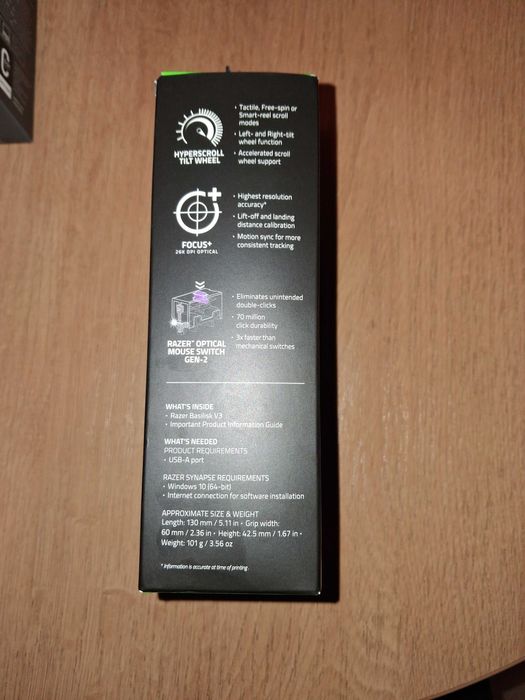 HYPERSCROLL
TILT WHEEL
• Tactile, Free-spin or
Smart-reel scroll
modes
• Left- and Right-tilt
wheel function
• Accelerated scroll
wheel support
FOCUS+
26K DPI OPTICAL
• Highest resolution
accuracy*
• Lift-off and landing
distance calibration
• Motion sync for more
consistent tracking
RAZER™ OPTICAL
MOUSE SWITCH
GEN-2
• Eliminates unintended
double-clicks
• 70 million
click durability
• 3x faster than
mechanical switches
WHAT'S INSIDE
• Razer Basilisk V3
• Important Product Information Guide
WHAT'S NEEDED
PRODUCT REQUIREMENTS
• USB-A port
RAZER SYNAPSE REQUIREMENTS
• Windows 10 (64-bit)
• Internet connection for software installation
APPROXIMATE SIZE & WEIGHT
Length: 130 mm / 5.11 in • Grip width:
60 mm / 2.36 in • Height: 42.5 mm / 1.67 in •
Weight: 101 g / 3.56 oz
* Information is accurate at time of printing.